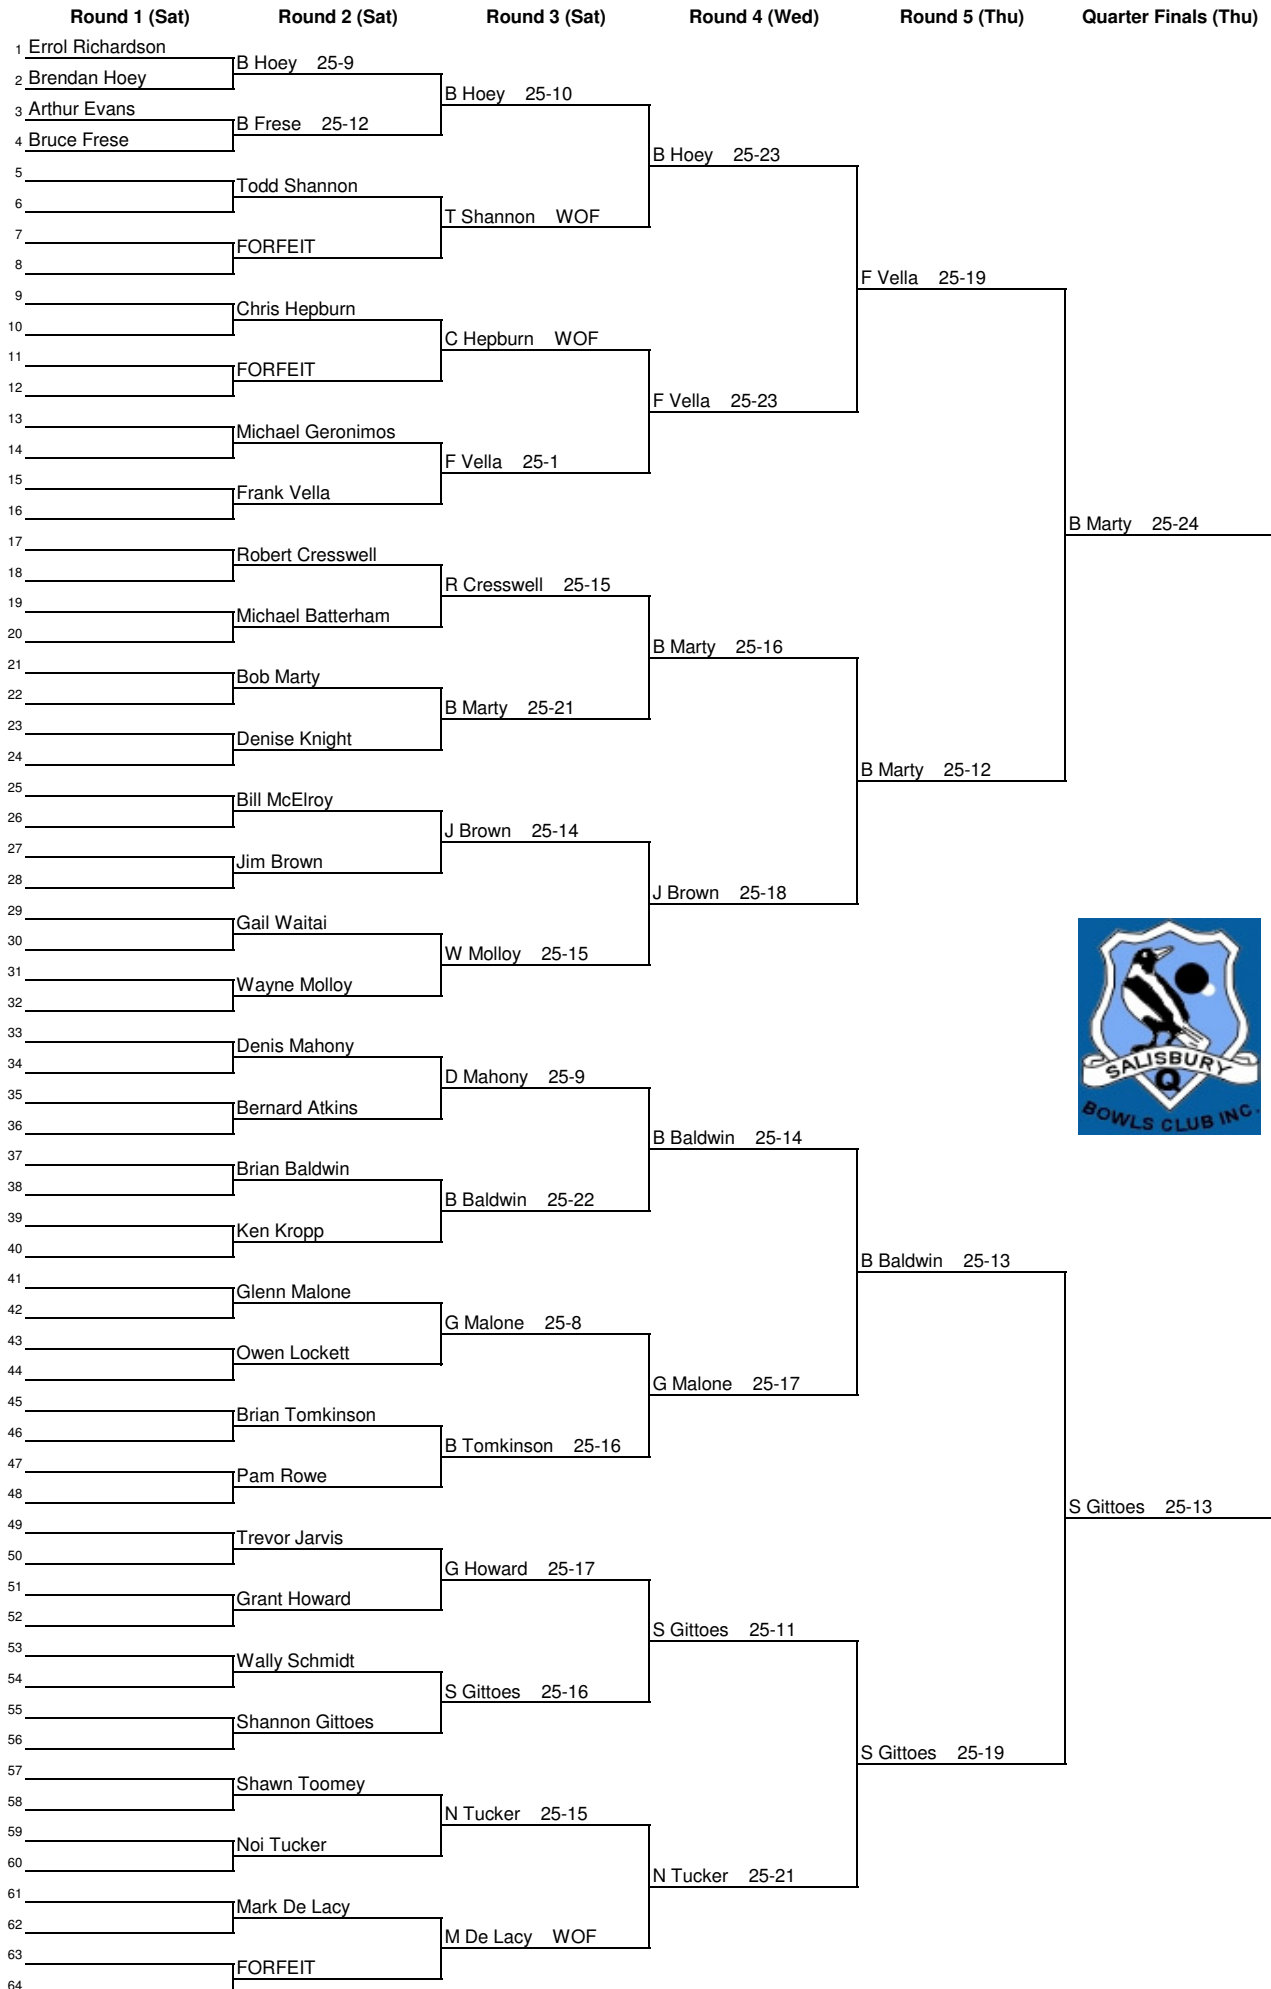 Round 1 (Sat) Round 2 (Sat) Round 3 (Sat) Round 4 (Wed) Round 5 (Thu) Quarter Finals (Thu)
1 Errol Richardson
B Hoey 25-9
2 Brendan Hoey
B Hoey 25-10
3 Arthur Evans
B Frese 25-12
4 Bruce Frese
B Hoey 25-23
5
Todd Shannon
6
T Shannon WOF
7
FORFEIT
8
F Vella 25-19
9
Chris Hepburn
10
C Hepburn WOF
11
FORFEIT
12
F Vella 25-23
13
Michael Geronimos
14
F Vella 25-1
15
Frank Vella
16
B Marty 25-24
17
Robert Cresswell
18
R Cresswell 25-15
19
Michael Batterham
20
B Marty 25-16
21
Bob Marty
22
B Marty 25-21
23
Denise Knight
24
B Marty 25-12
25
Bill McElroy
26
J Brown 25-14
27
Jim Brown
28
J Brown 25-18
29
Gail Waitai
30
W Molloy 25-15
31
Wayne Molloy
32
33
Denis Mahony
34
D Mahony 25-9
35
Bernard Atkins
36
B Baldwin 25-14
37
Brian Baldwin
38
B Baldwin 25-22
39
Ken Kropp
40
B Baldwin 25-13
41
Glenn Malone
42
G Malone 25-8
43
Owen Lockett
44
G Malone 25-17
45
Brian Tomkinson
46
B Tomkinson 25-16
47
Pam Rowe
48
S Gittoes 25-13
49
Trevor Jarvis
50
G Howard 25-17
51
Grant Howard
52
S Gittoes 25-11
53
Wally Schmidt
54
S Gittoes 25-16
55
Shannon Gittoes
56
S Gittoes 25-19
57
Shawn Toomey
58
N Tucker 25-15
59
Noi Tucker
60
N Tucker 25-21
61
Mark De Lacy
62
M De Lacy WOF
63
FORFEIT
64
SALISBURY
Q
BOWLS CLUB INC.